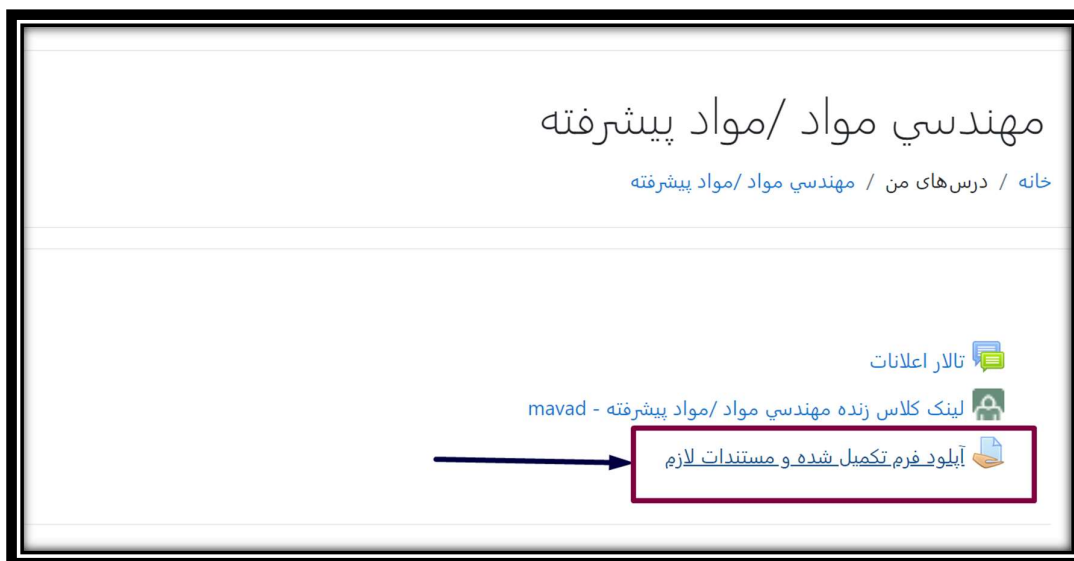 مهندسي مواد /مواد پيشرفته
خانه / درس‌های من / مهندسي مواد /مواد پيشرفته
تالار اعلانات
لینک کلاس زنده مهندسي مواد /مواد پيشرفته - mavad
آپلود فرم تکمیل شده و مستندات لازم